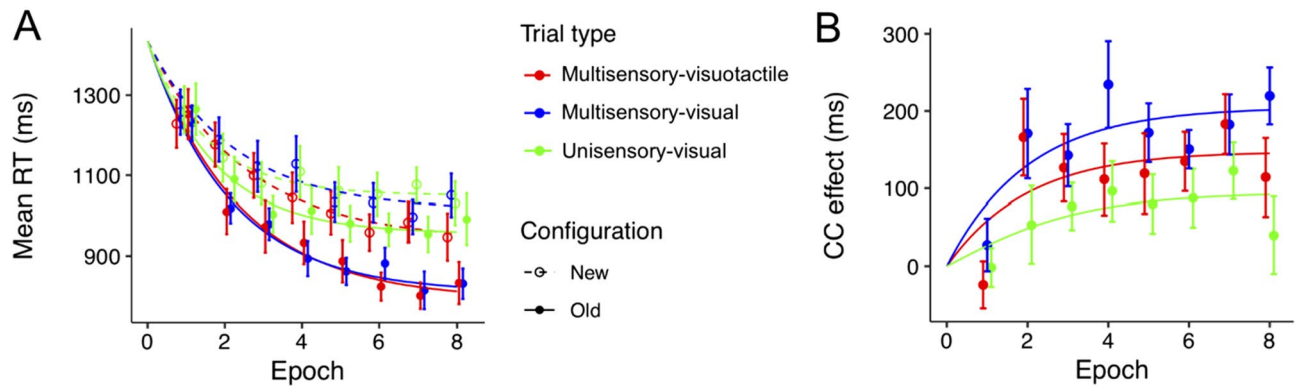 A
Mean RT (ms)
1300
1100
900
0 2 4 6 8
Epoch
Trial type
Multisensory-visuotactile
Multisensory-visual
Unisensory-visual
Configuration
New
Old
B
CC effect (ms)
300
200
100
0
0 2 4 6 8
Epoch